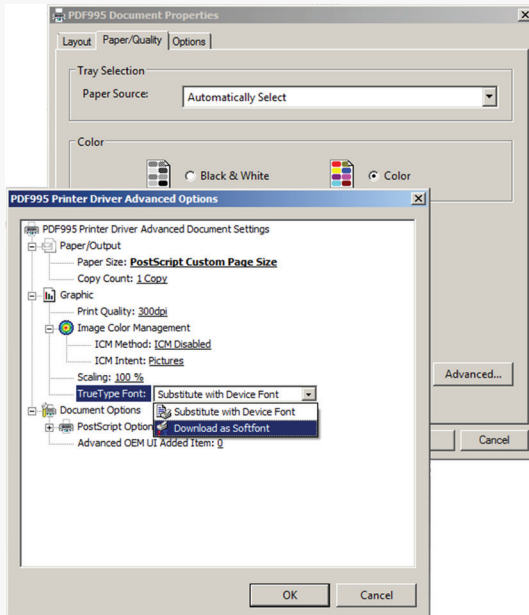 PDF995 Document Properties
Layout
Paper/Quality
Options
Tray Selection
Paper Source:
Automatically Select
Color
Black & White
Color
PDF995 Printer Driver Advanced Options
PDF995 Printer Driver Advanced Document Settings
Paper/Output
Paper Size: PostScript Custom Page Size
Copy Count: 1 Copy
Graphic
Print Quality: 300dpi
Image Color Management
ICM Method: ICM Disabled
ICM Intent: Pictures
Scaling: 100 %
TrueType Font: Substitute with Device Font
Substitute with Device Font
Document Options
PostScript Option
Download as Softfont
Advanced OEM UI Added Item: 0
Advanced...
Cancel
OK
Cancel